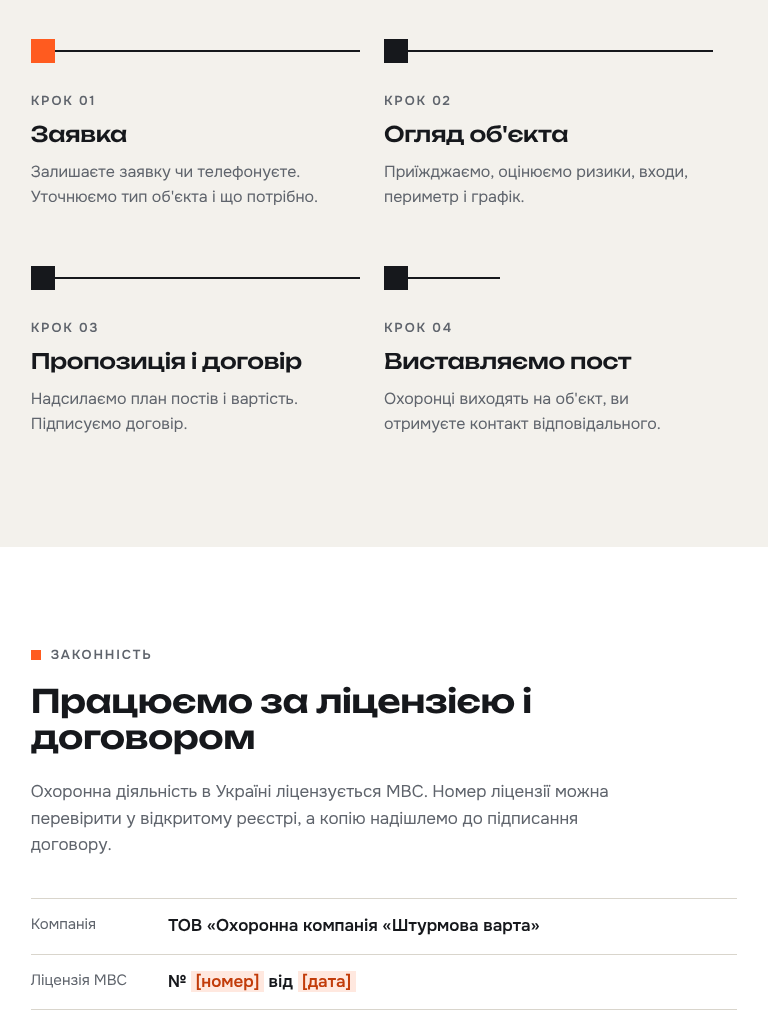 КРОК 01
Заявка
Залишаєте заявку чи телефонуєте.
Уточнюємо тип об'єкта і що потрібно.
КРОК 02
Огляд об'єкта
Приїжджаємо, оцінюємо ризики, входи,
периметр і графік.
КРОК 03
Пропозиція і договір
Надсилаємо план постів і вартість.
Підписуємо договір.
КРОК 04
Виставляємо пост
Охоронці виходять на об'єкт, ви
отримуєте контакт відповідального.
ЗАКОННІСТЬ
Працюємо за ліцензією і
договором
Охоронна діяльність в Україні ліцензується МВС. Номер ліцензії можна
перевірити у відкритому реєстрі, а копію надішлемо до підписання
договору.
Компанія ТОВ «Охоронна компанія «Штурмова варта»
Ліцензія МВС № [номер] від [дата]